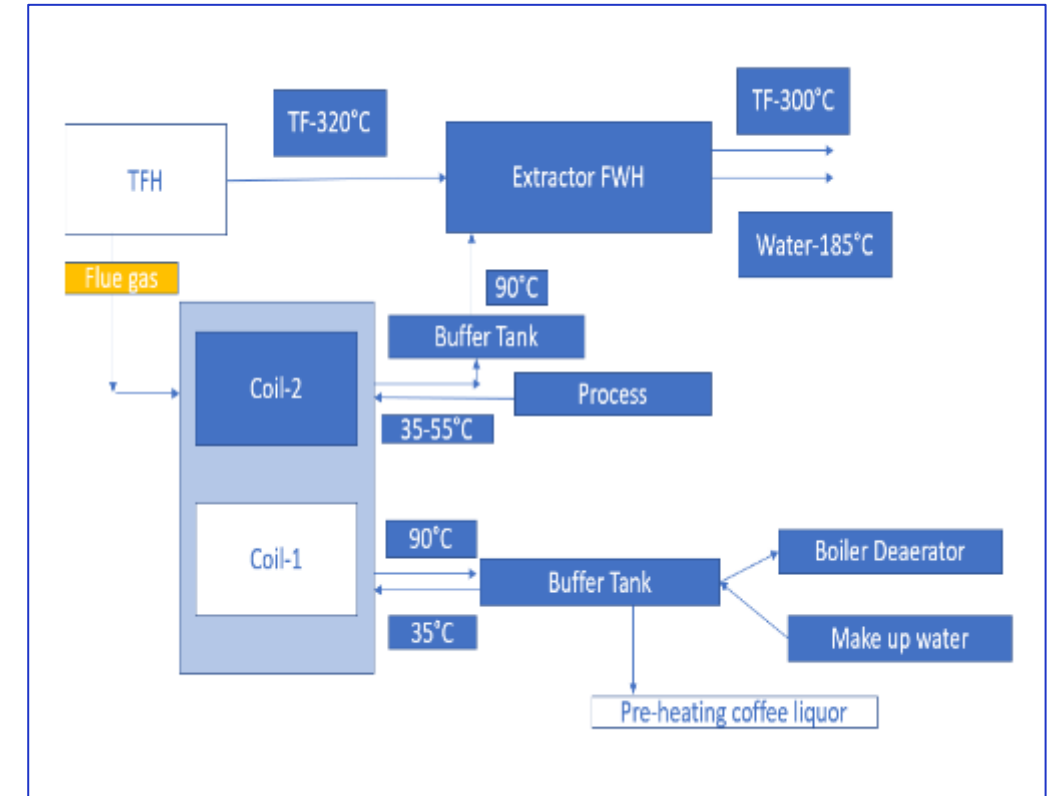 TF-300°C
TF-320°C
TFH
Extractor FWH
Water-185°C
Flue gas
90°C
Buffer Tank
Coil-2
Process
35-55°C
90°C
Coil-1
Boiler Deaerator
Buffer Tank
35°C
Make up water
Pre-heating coffee liquor